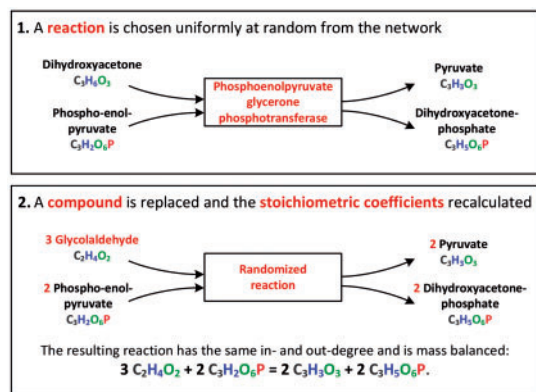 1. A reaction is chosen uniformly at random from the network
Dihydroxyacetone
C₃H₆O₃
Phospho-enol-
pyruvate
C₃H₂O₆P
Phosphoenolpyruvate
glycerone
phosphotransferase
Pyruvate
C₃H₃O₃
Dihydroxyacetone-
phosphate
C₃H₅O₆P
2. A compound is replaced and the stoichiometric coefficients recalculated
3 Glycolaldehyde
C₂H₄O₂
2 Phospho-enol-
pyruvate
C₃H₂O₆P
Randomized
reaction
2 Pyruvate
C₃H₃O₃
2 Dihydroxyacetone-
phosphate
C₃H₅O₆P
The resulting reaction has the same in- and out-degree and is mass balanced:
3 C₂H₄O₂ + 2 C₃H₂O₆P = 2 C₃H₃O₃ + 2 C₃H₅O₆P.